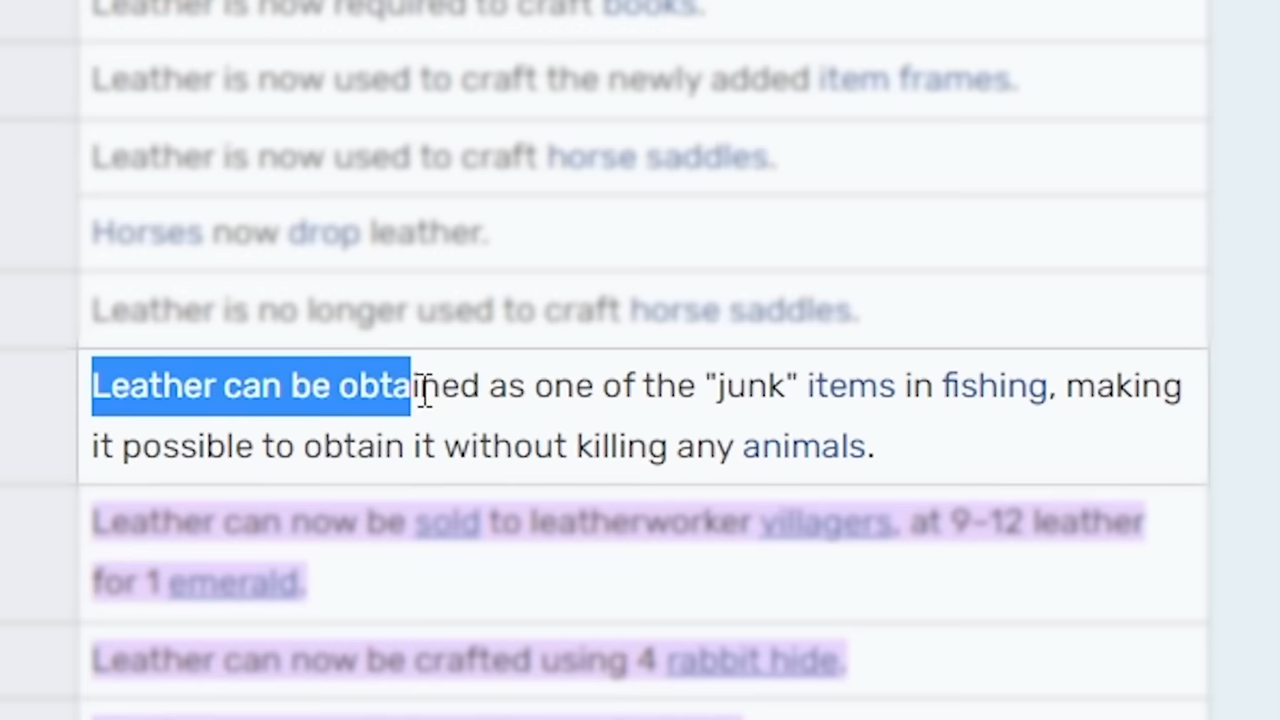 Leather is now required to craft books.
Leather is now used to craft the newly added item frames.
Leather is now used to craft horse saddles.
Horses now drop leather.
Leather is no longer used to craft horse saddles.
Leather can be obtained as one of the "junk" items in fishing, making
it possible to obtain it without killing any animals.
Leather can now be sold to leatherworker villagers, at 9–12 leather
for 1 emerald.
Leather can now be crafted using 4 rabbit hide.